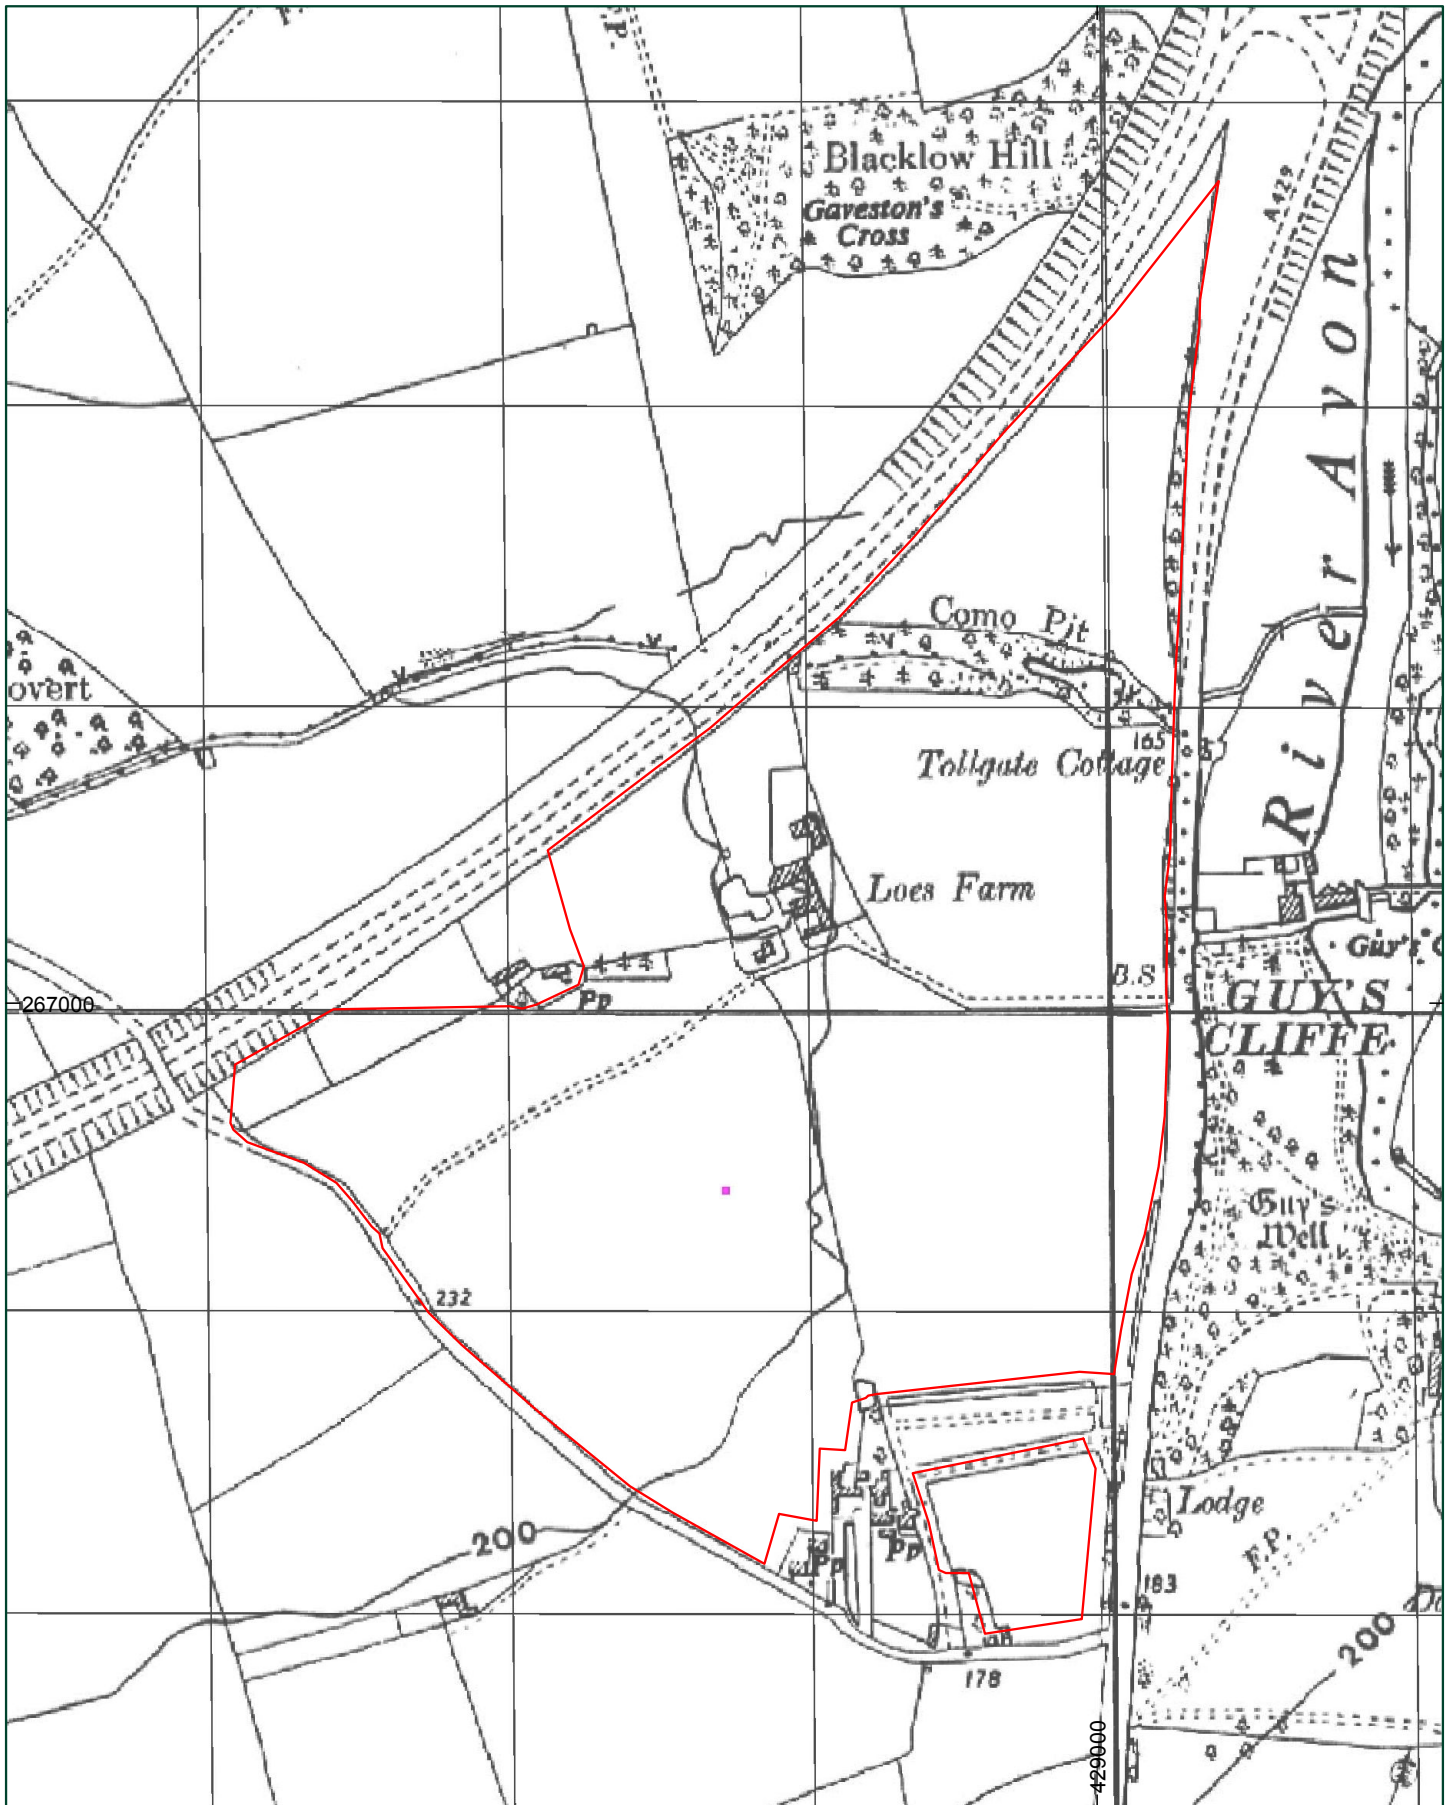 P.
Blacklow Hill
Gaveston's
Cross
A429
River Avon
Como Pit
overt
165
Tollgate Cottage
Loes Farm
Guy's C
B.S
GUY'S
CLIFFE
267000
Pp
Guy's
Well
232
Lodge
200
Pp
Pp
F.P.
183
200
178
429000